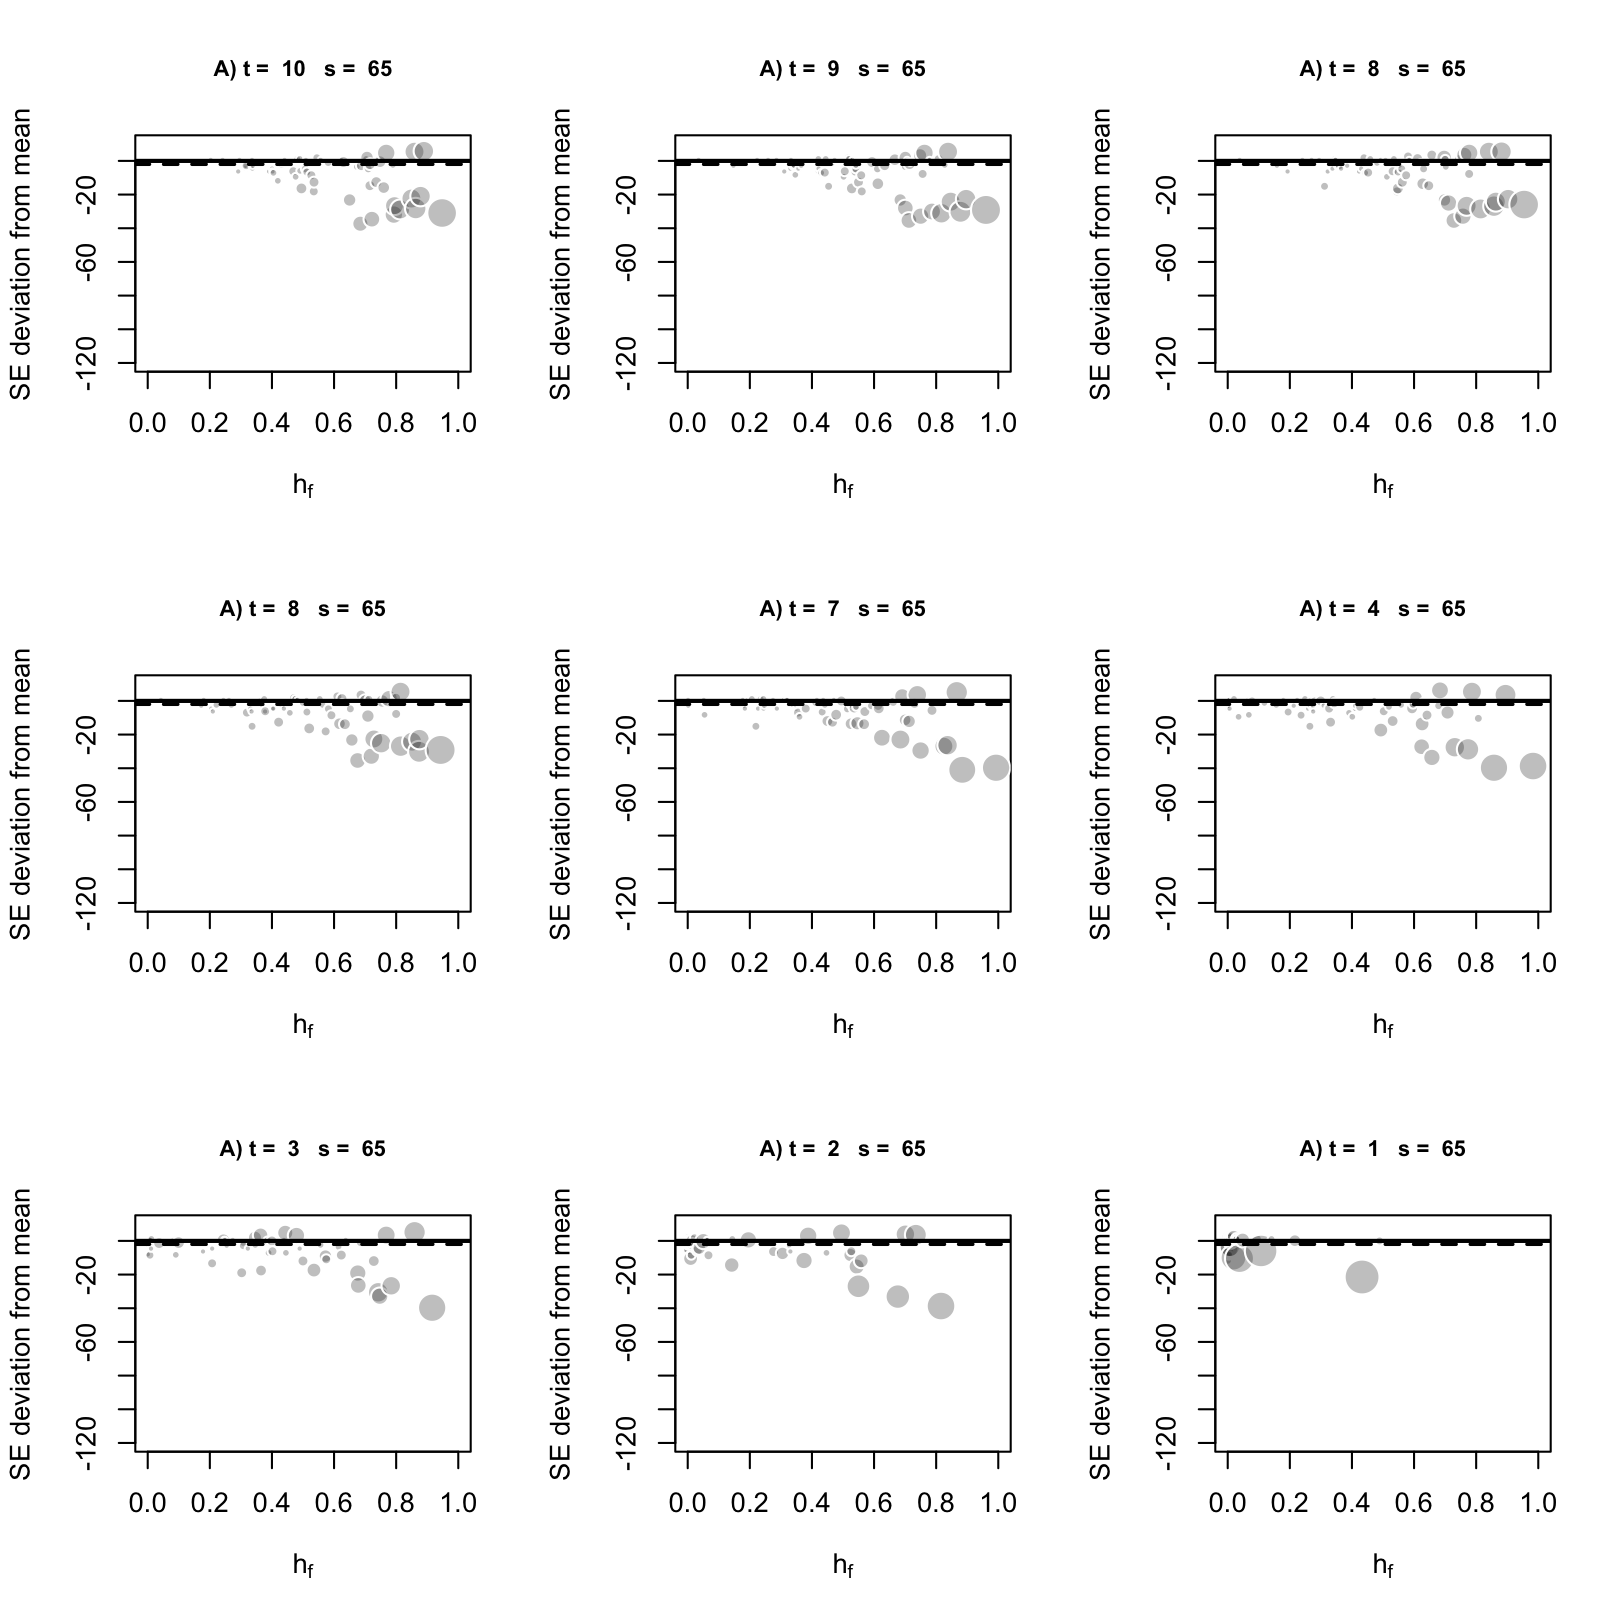 A) t =  10   s =  65
SE deviation from mean
-20
-60
-120
0.0 0.2 0.4 0.6 0.8 1.0
hf
A) t =  9   s =  65
SE deviation from mean
-20
-60
-120
0.0 0.2 0.4 0.6 0.8 1.0
hf
A) t =  8   s =  65
SE deviation from mean
-20
-60
-120
0.0 0.2 0.4 0.6 0.8 1.0
hf
A) t =  8   s =  65
SE deviation from mean
-20
-60
-120
0.0 0.2 0.4 0.6 0.8 1.0
hf
A) t =  7   s =  65
SE deviation from mean
-20
-60
-120
0.0 0.2 0.4 0.6 0.8 1.0
hf
A) t =  4   s =  65
SE deviation from mean
-20
-60
-120
0.0 0.2 0.4 0.6 0.8 1.0
hf
A) t =  3   s =  65
SE deviation from mean
-20
-60
-120
0.0 0.2 0.4 0.6 0.8 1.0
hf
A) t =  2   s =  65
SE deviation from mean
-20
-60
-120
0.0 0.2 0.4 0.6 0.8 1.0
hf
A) t =  1   s =  65
SE deviation from mean
-20
-60
-120
0.0 0.2 0.4 0.6 0.8 1.0
hf